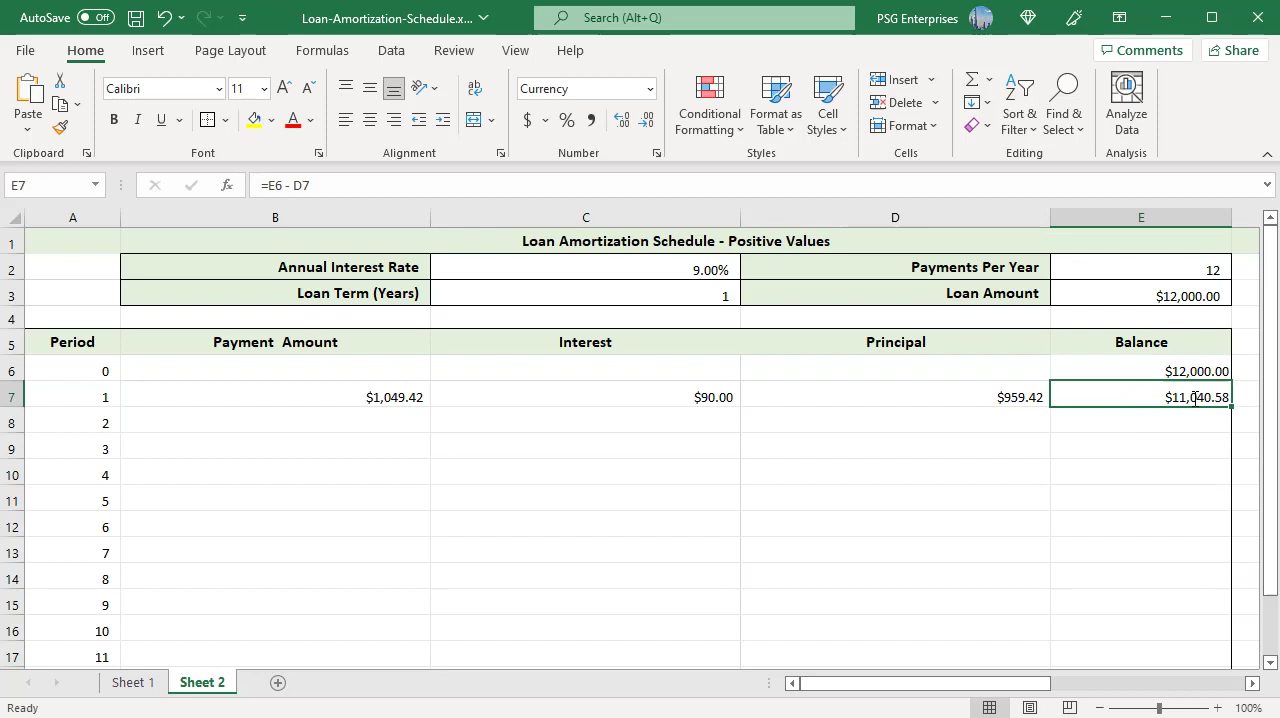 AutoSave Off Loan-Amortization-Schedule.x... Search (Alt+Q) PSG Enterprises
File Home Insert Page Layout Formulas Data Review View Help Comments Share
Paste
Calibri 11
B I U A
ab
Currency
$ % 9
Conditional Formatting
Format as Table
Cell Styles
Insert
Delete
Format
Sort & Filter
Find & Select
Analyze Data
Clipboard Font Alignment Number Styles Cells Editing Analysis
E7 fx =E6 - D7
A B C D E
1 Loan Amortization Schedule - Positive Values
2 Annual Interest Rate 9.00% Payments Per Year 12
3 Loan Term (Years) 1 Loan Amount $12,000.00
4
5 Period Payment Amount Interest Principal Balance
6 0 $12,000.00
7 1 $1,049.42 $90.00 $959.42 $11,040.58
8 2
9 3
10 4
11 5
12 6
13 7
14 8
15 9
16 10
17 11
Sheet 1 Sheet 2
Ready 100%